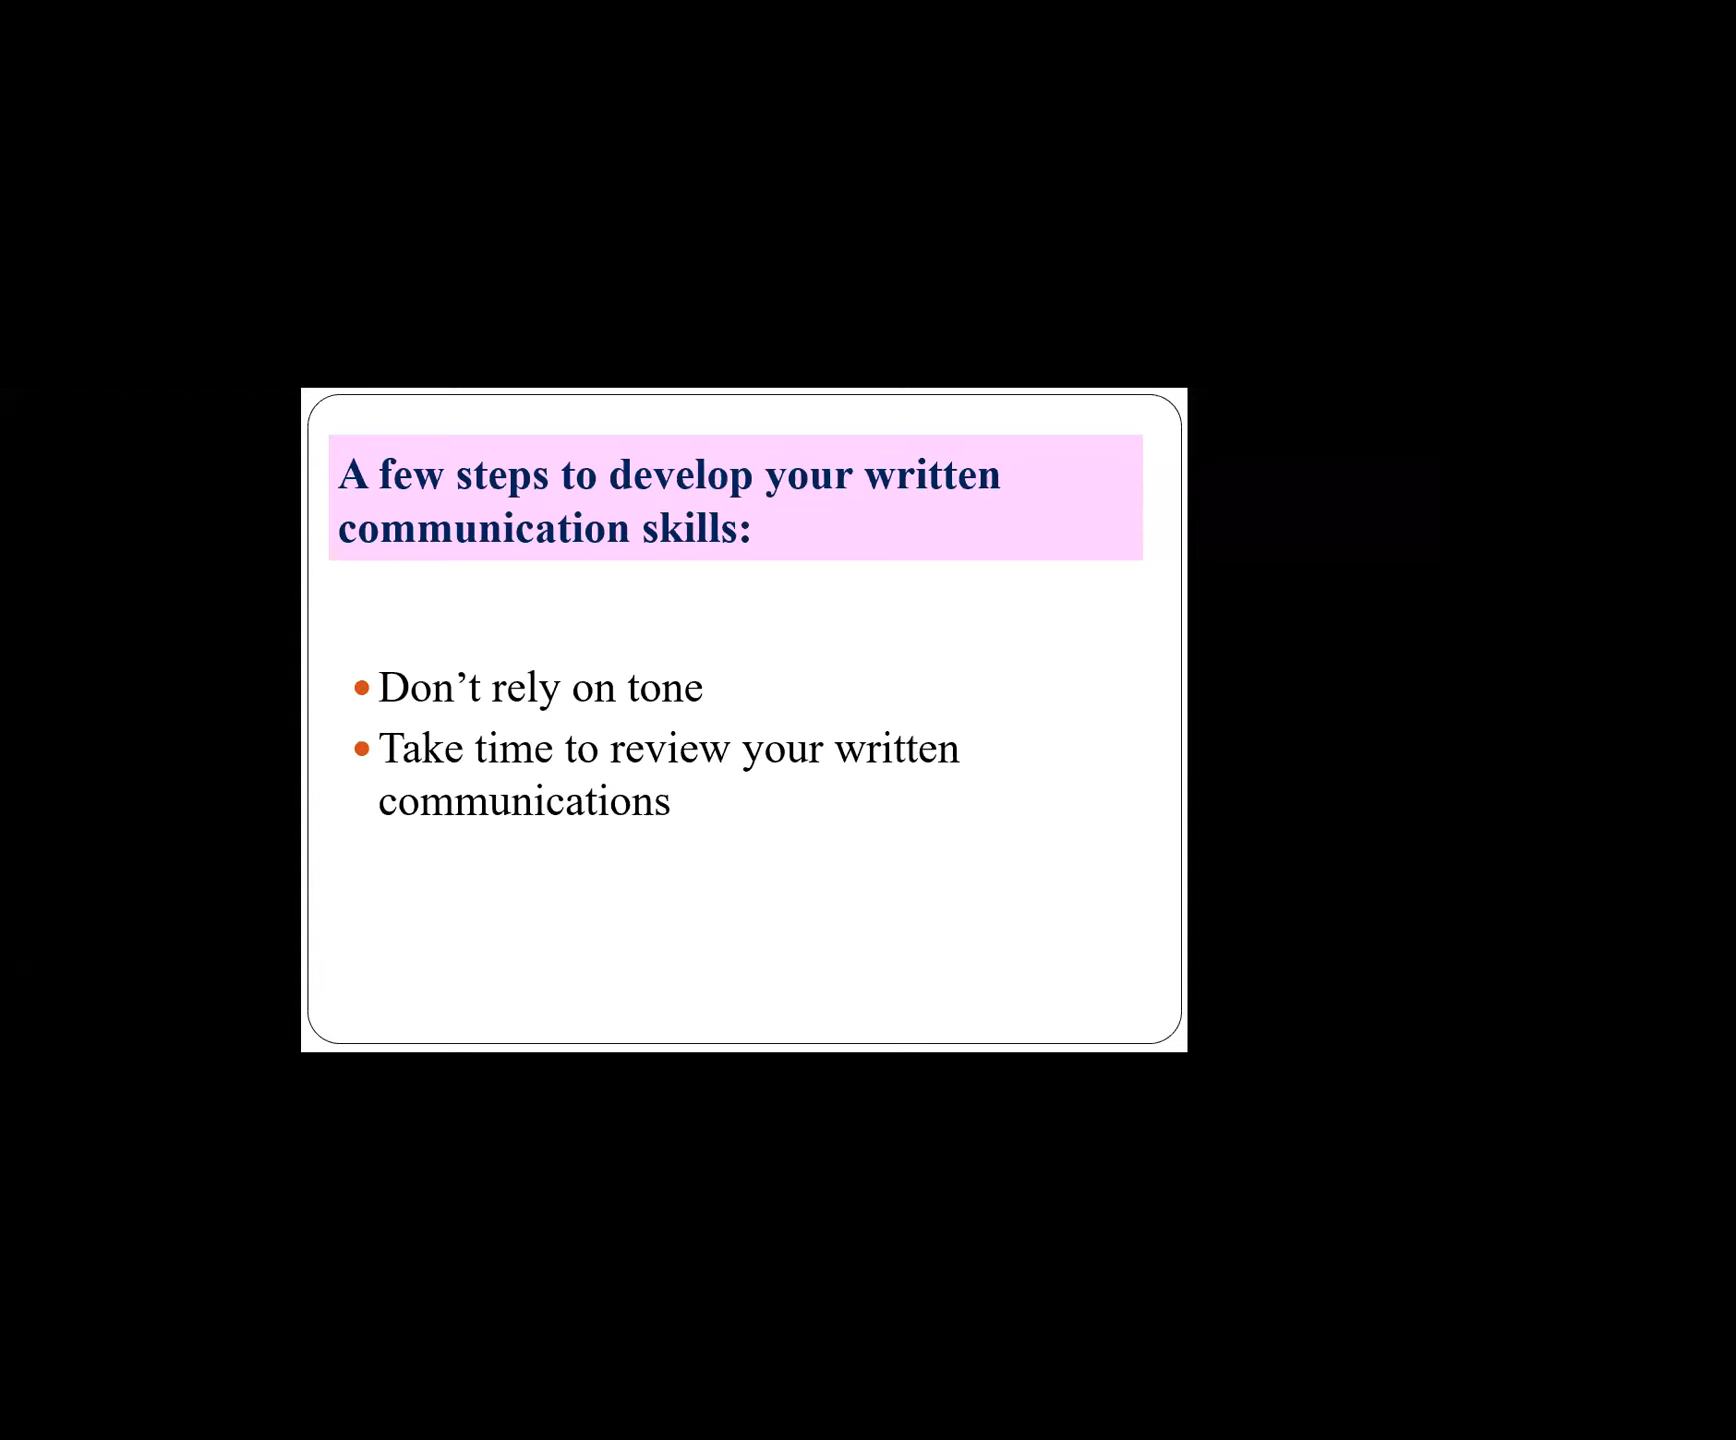 A few steps to develop your written
communication skills:
Don’t rely on tone
Take time to review your written
communications